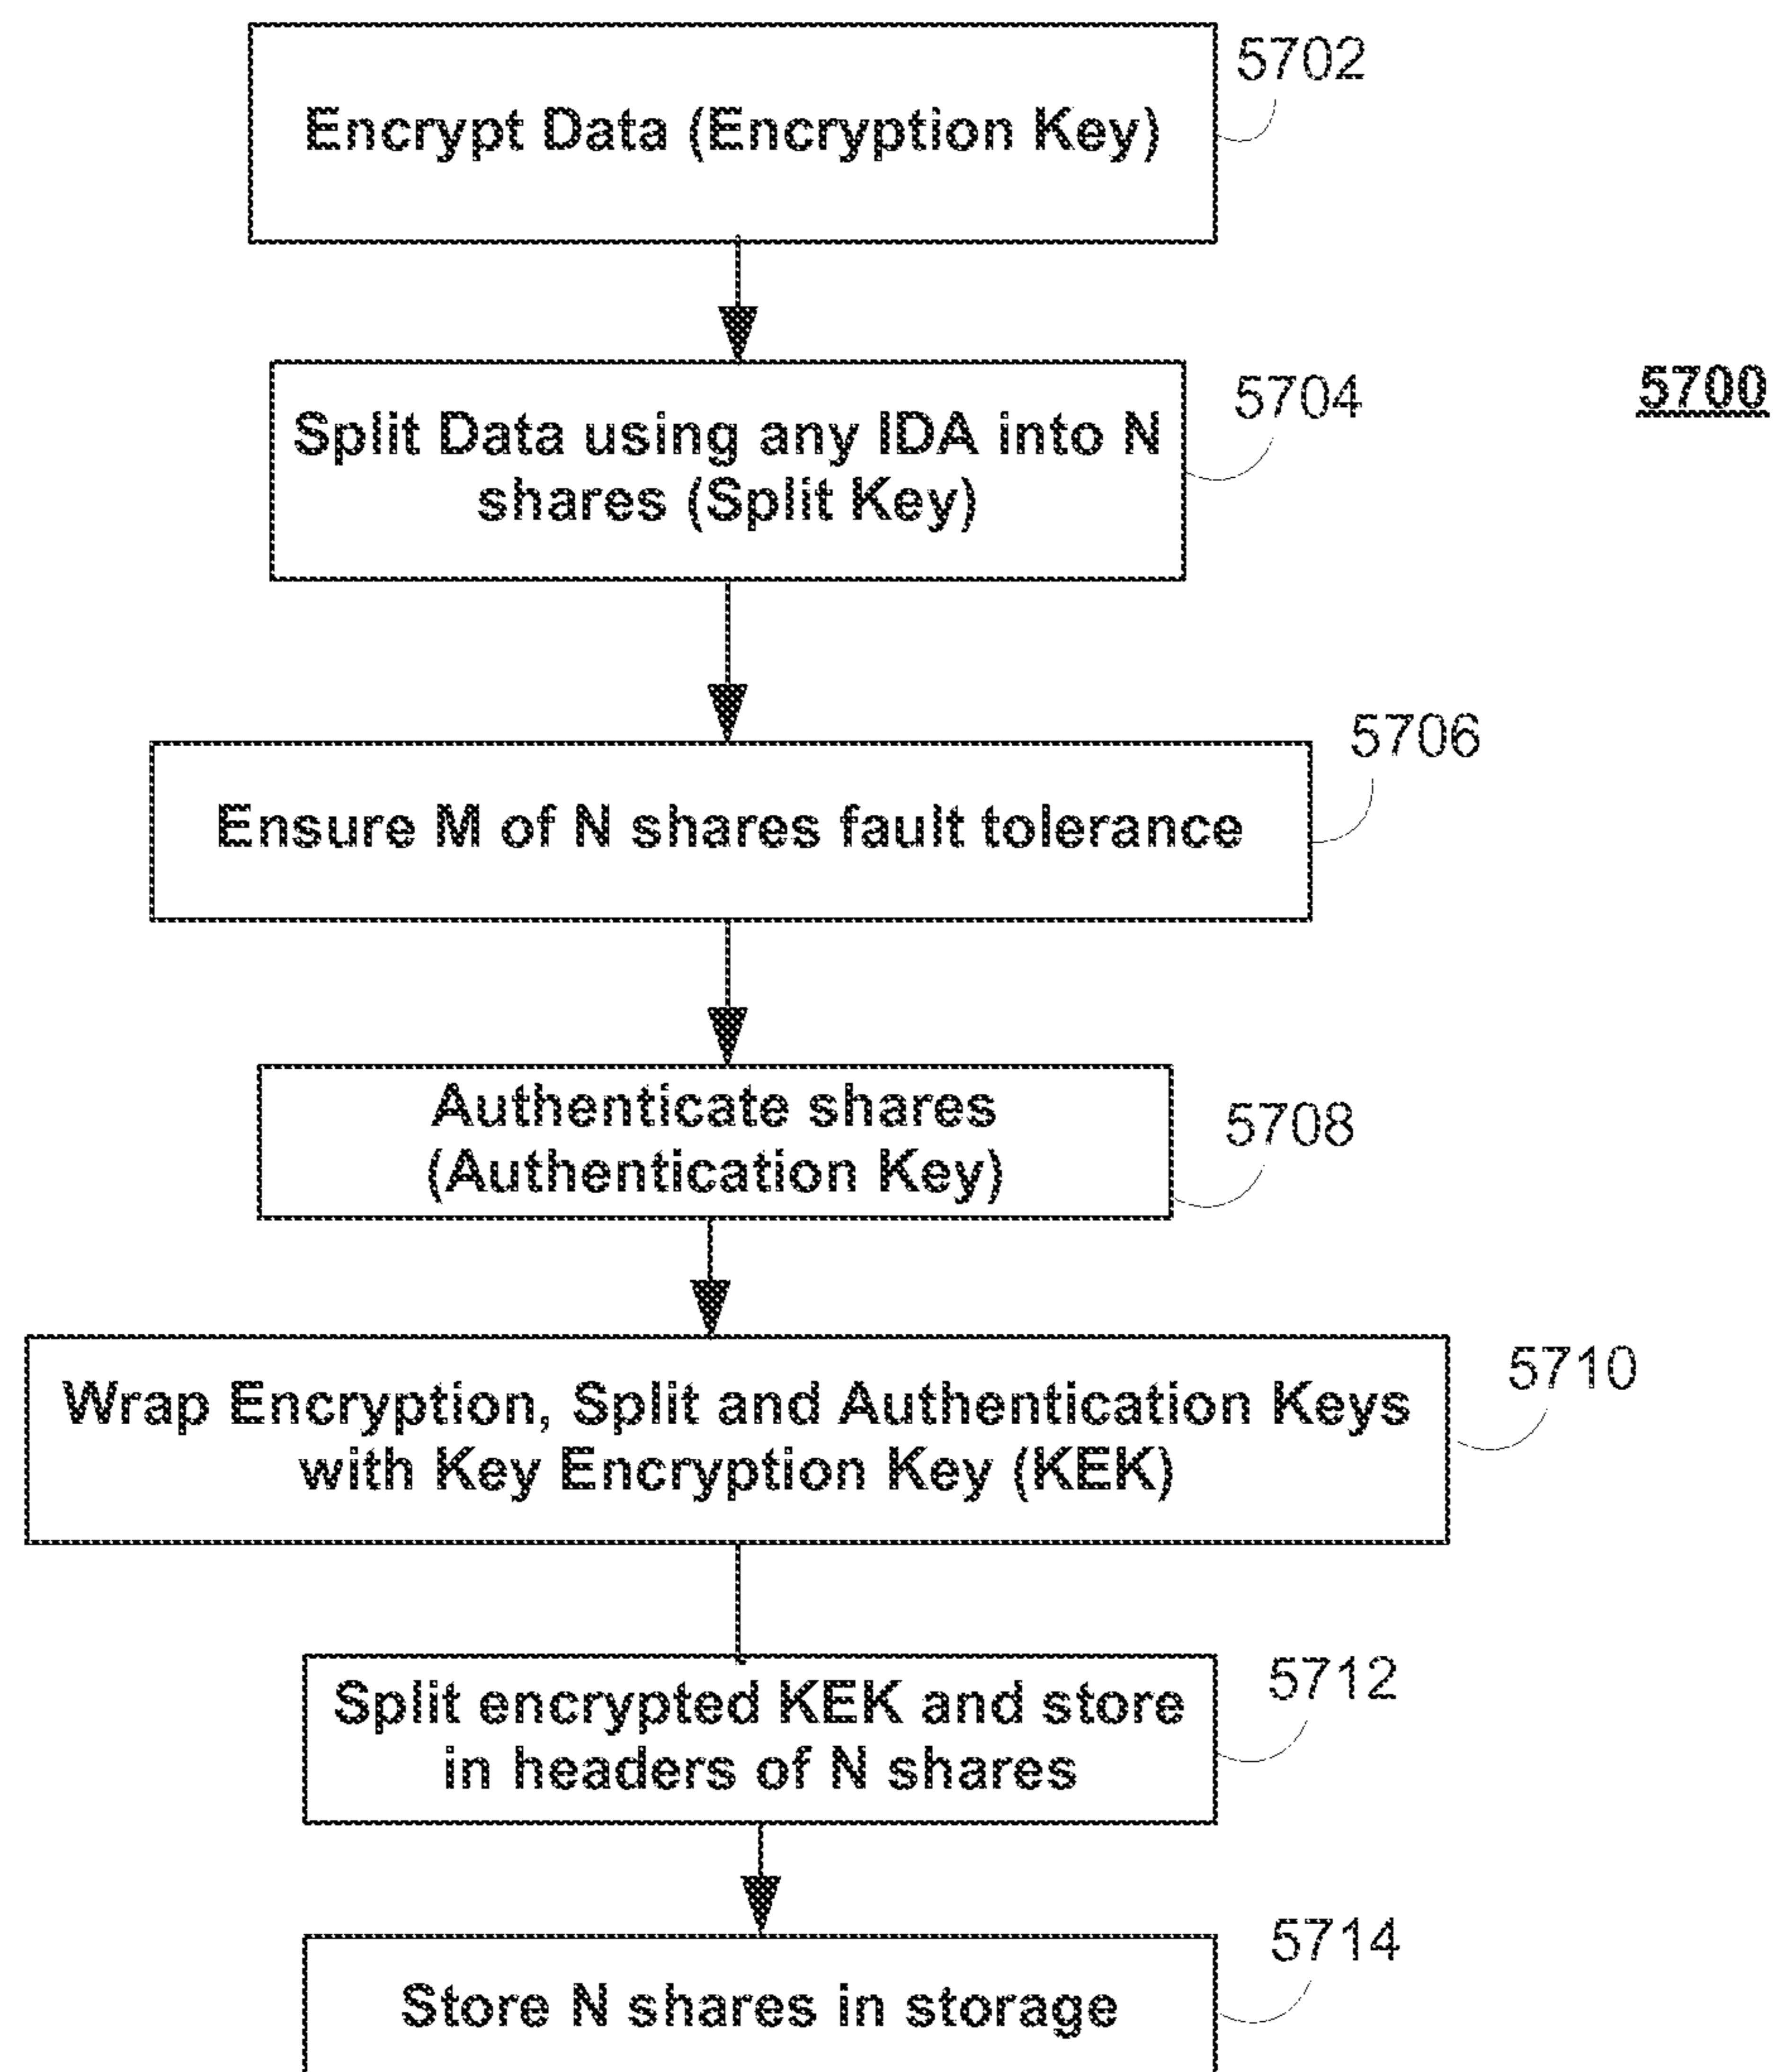 5702
Encrypt Data (Encryption Key)
5704
5700
Split Data using any IDA into N
shares (Split Key)
5706
Ensure M of N shares fault tolerance
5708
Authenticate shares
(Authentication Key)
5710
Wrap Encryption, Split and Authentication Keys
with Key Encryption Key (KEK)
5712
Split encrypted KEK and store
in headers of N shares
5714
Store N shares in storage